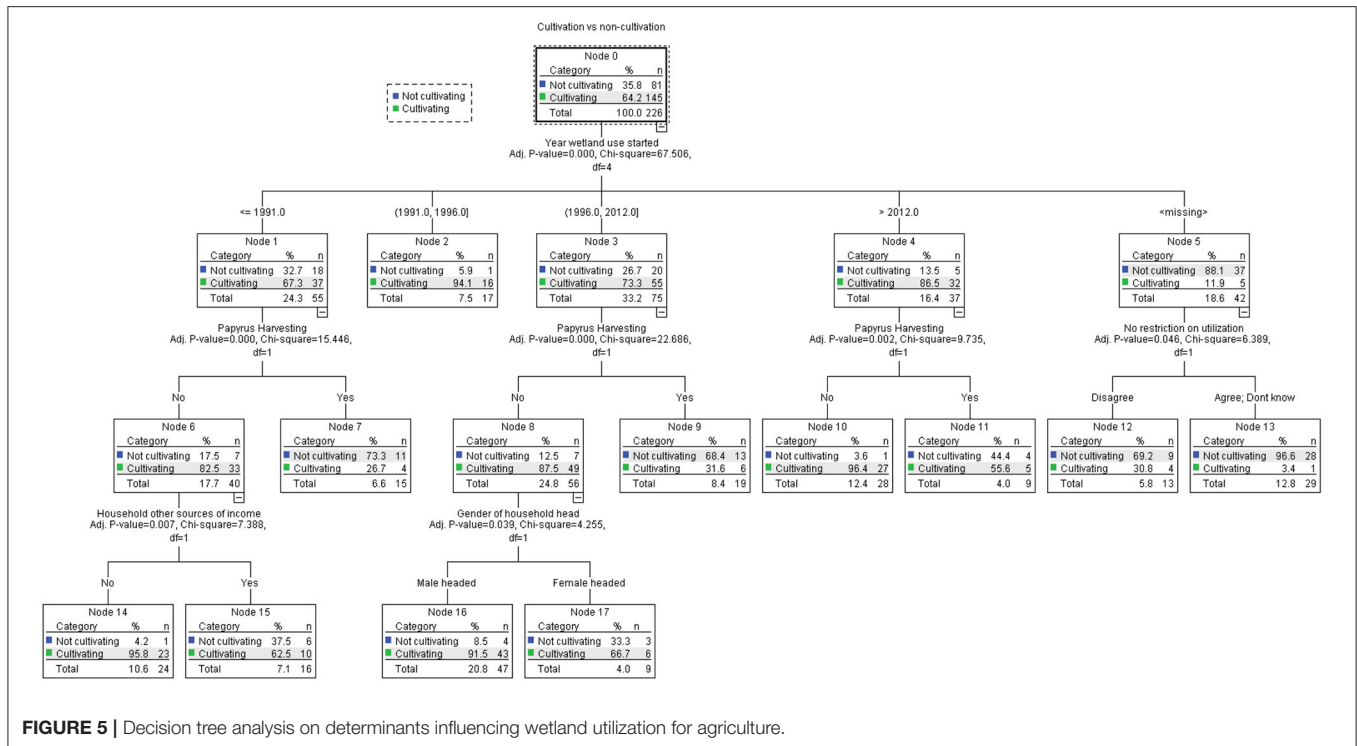 Cultivation vs non-cultivation
Node 0
Category % n
Not cultivating 35.8 81
Cultivating 64.2 145
Total 100.0 226
Not cultivating
Cultivating
Year wetland use started
Adj. P-value=0.000, Chi-square=67.506,
df=4
<= 1991.0
(1991.0, 1996.0]
(1996.0, 2012.0]
> 2012.0
<missing>
Node 1
Category % n
Not cultivating 32.7 18
Cultivating 67.3 37
Total 24.3 55
Node 2
Category % n
Not cultivating 5.9 1
Cultivating 94.1 16
Total 7.5 17
Node 3
Category % n
Not cultivating 26.7 20
Cultivating 73.3 55
Total 33.2 75
Node 4
Category % n
Not cultivating 13.5 5
Cultivating 86.5 32
Total 16.4 37
Node 5
Category % n
Not cultivating 88.1 37
Cultivating 11.9 5
Total 18.6 42
Papyrus Harvesting
Adj. P-value=0.000, Chi-square=15.446,
df=1
Papyrus Harvesting
Adj. P-value=0.000, Chi-square=22.686,
df=1
Papyrus Harvesting
Adj. P-value=0.002, Chi-square=9.735,
df=1
No restriction on utilization
Adj. P-value=0.046, Chi-square=6.389,
df=1
No
Yes
No
Yes
No
Yes
Disagree
Agree; Dont know
Node 6
Category % n
Not cultivating 17.5 7
Cultivating 82.5 33
Total 17.7 40
Node 7
Category % n
Not cultivating 73.3 11
Cultivating 26.7 4
Total 6.6 15
Node 8
Category % n
Not cultivating 12.5 7
Cultivating 87.5 49
Total 24.8 56
Node 9
Category % n
Not cultivating 68.4 13
Cultivating 31.6 6
Total 8.4 19
Node 10
Category % n
Not cultivating 3.6 1
Cultivating 96.4 27
Total 12.4 28
Node 11
Category % n
Not cultivating 44.4 4
Cultivating 55.6 5
Total 4.0 9
Node 12
Category % n
Not cultivating 69.2 9
Cultivating 30.8 4
Total 5.8 13
Node 13
Category % n
Not cultivating 96.6 28
Cultivating 3.4 1
Total 12.8 29
Household other sources of income
Adj. P-value=0.007, Chi-square=7.388,
df=1
Gender of household head
Adj. P-value=0.039, Chi-square=4.255,
df=1
No
Yes
Male headed
Female headed
Node 14
Category % n
Not cultivating 4.2 1
Cultivating 95.8 23
Total 10.6 24
Node 15
Category % n
Not cultivating 37.5 6
Cultivating 62.5 10
Total 7.1 16
Node 16
Category % n
Not cultivating 8.5 4
Cultivating 91.5 43
Total 20.8 47
Node 17
Category % n
Not cultivating 33.3 3
Cultivating 66.7 6
Total 4.0 9
FIGURE 5 | Decision tree analysis on determinants influencing wetland utilization for agriculture.